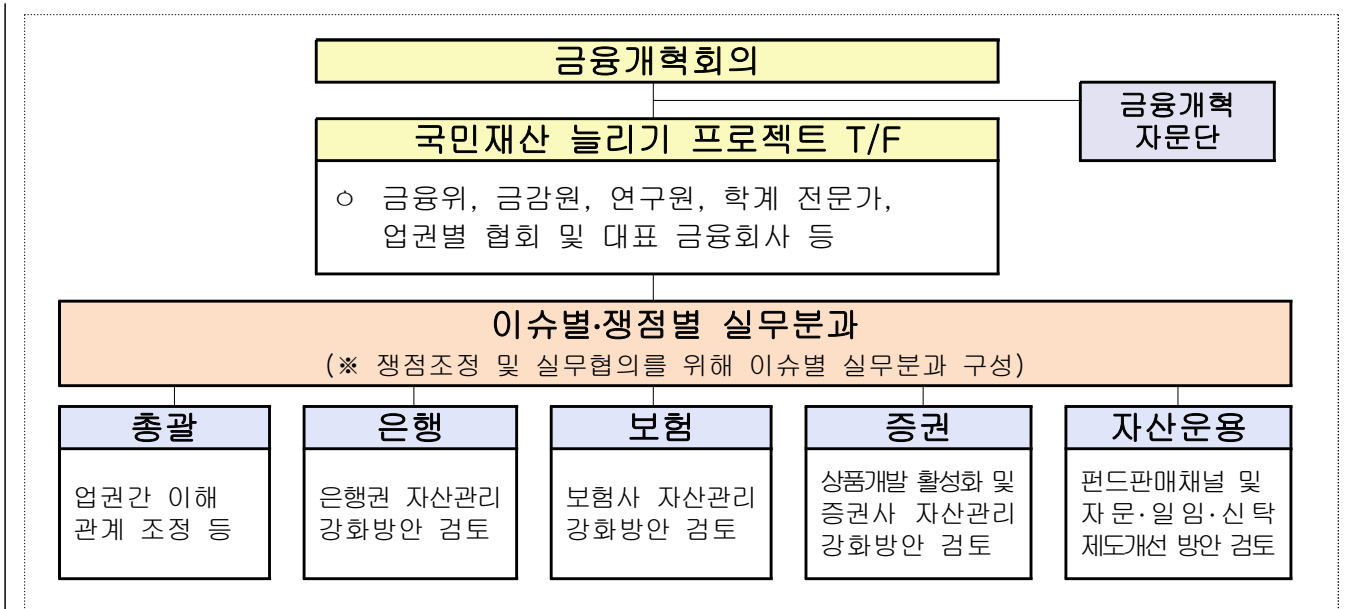 금융개혁회의
금융개혁
자문단
국민재산 늘리기 프로젝트 T/F
ㅇ 금융위, 금감원, 연구원, 학계 전문가,
업권별 협회 및 대표 금융회사 등
이슈별·쟁점별 실무분과
(※ 쟁점조정 및 실무협의를 위해 이슈별 실무분과 구성)
총괄
업권간 이해
관계 조정 등
은행
은행권 자산관리
강화방안 검토
보험
보험사 자산관리
강화방안 검토
증권
상품개발 활성화 및
증권사 자산관리
강화방안 검토
자산운용
펀드판매채널 및
자문·일임·신탁
제도개선 방안 검토